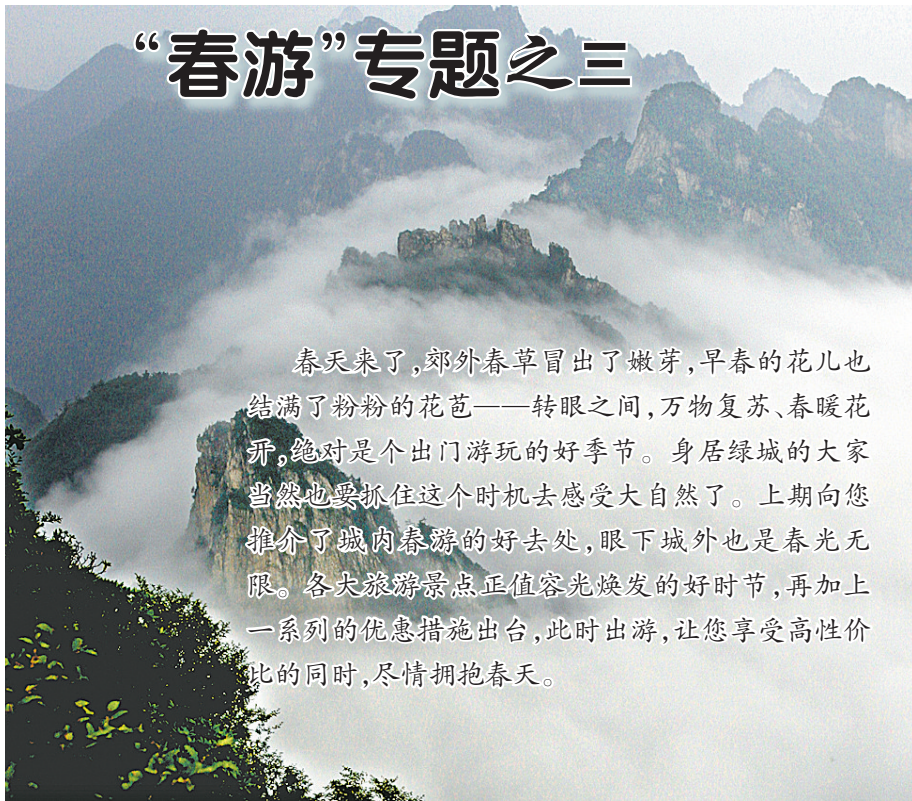 “春游”专题之三
春天来了,郊外春草冒出了嫩芽,早春的花儿也
结满了粉粉的花苞——转眼之间,万物复苏、春暖花
开,绝对是个出门游玩的好季节。身居绿城的大家
当然也要抓住这个时机去感受大自然了。上期向您
推介了城内春游的好去处,眼下城外也是春光无
限。各大旅游景点正值容光焕发的好时节,再加上
一系列的优惠措施出台,此时出游,让您享受高性价
比的同时,尽情拥抱春天。